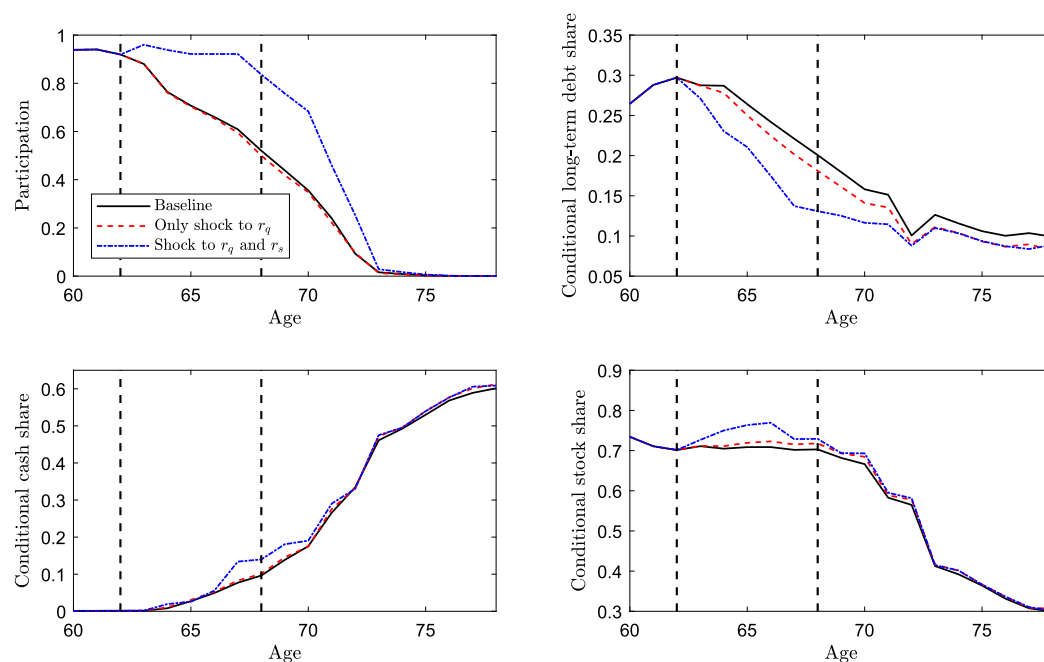 Participation
1
0.8
0.6
0.4
0.2
0
Baseline
Only shock to r_q
Shock to r_q and r_s
60 65 70 75
Age
Conditional long-term debt share
0.35
0.3
0.25
0.2
0.15
0.1
0.05
60 65 70 75
Age
Conditional cash share
0.6
0.5
0.4
0.3
0.2
0.1
0
60 65 70 75
Age
Conditional stock share
0.9
0.8
0.7
0.6
0.5
0.4
0.3
60 65 70 75
Age